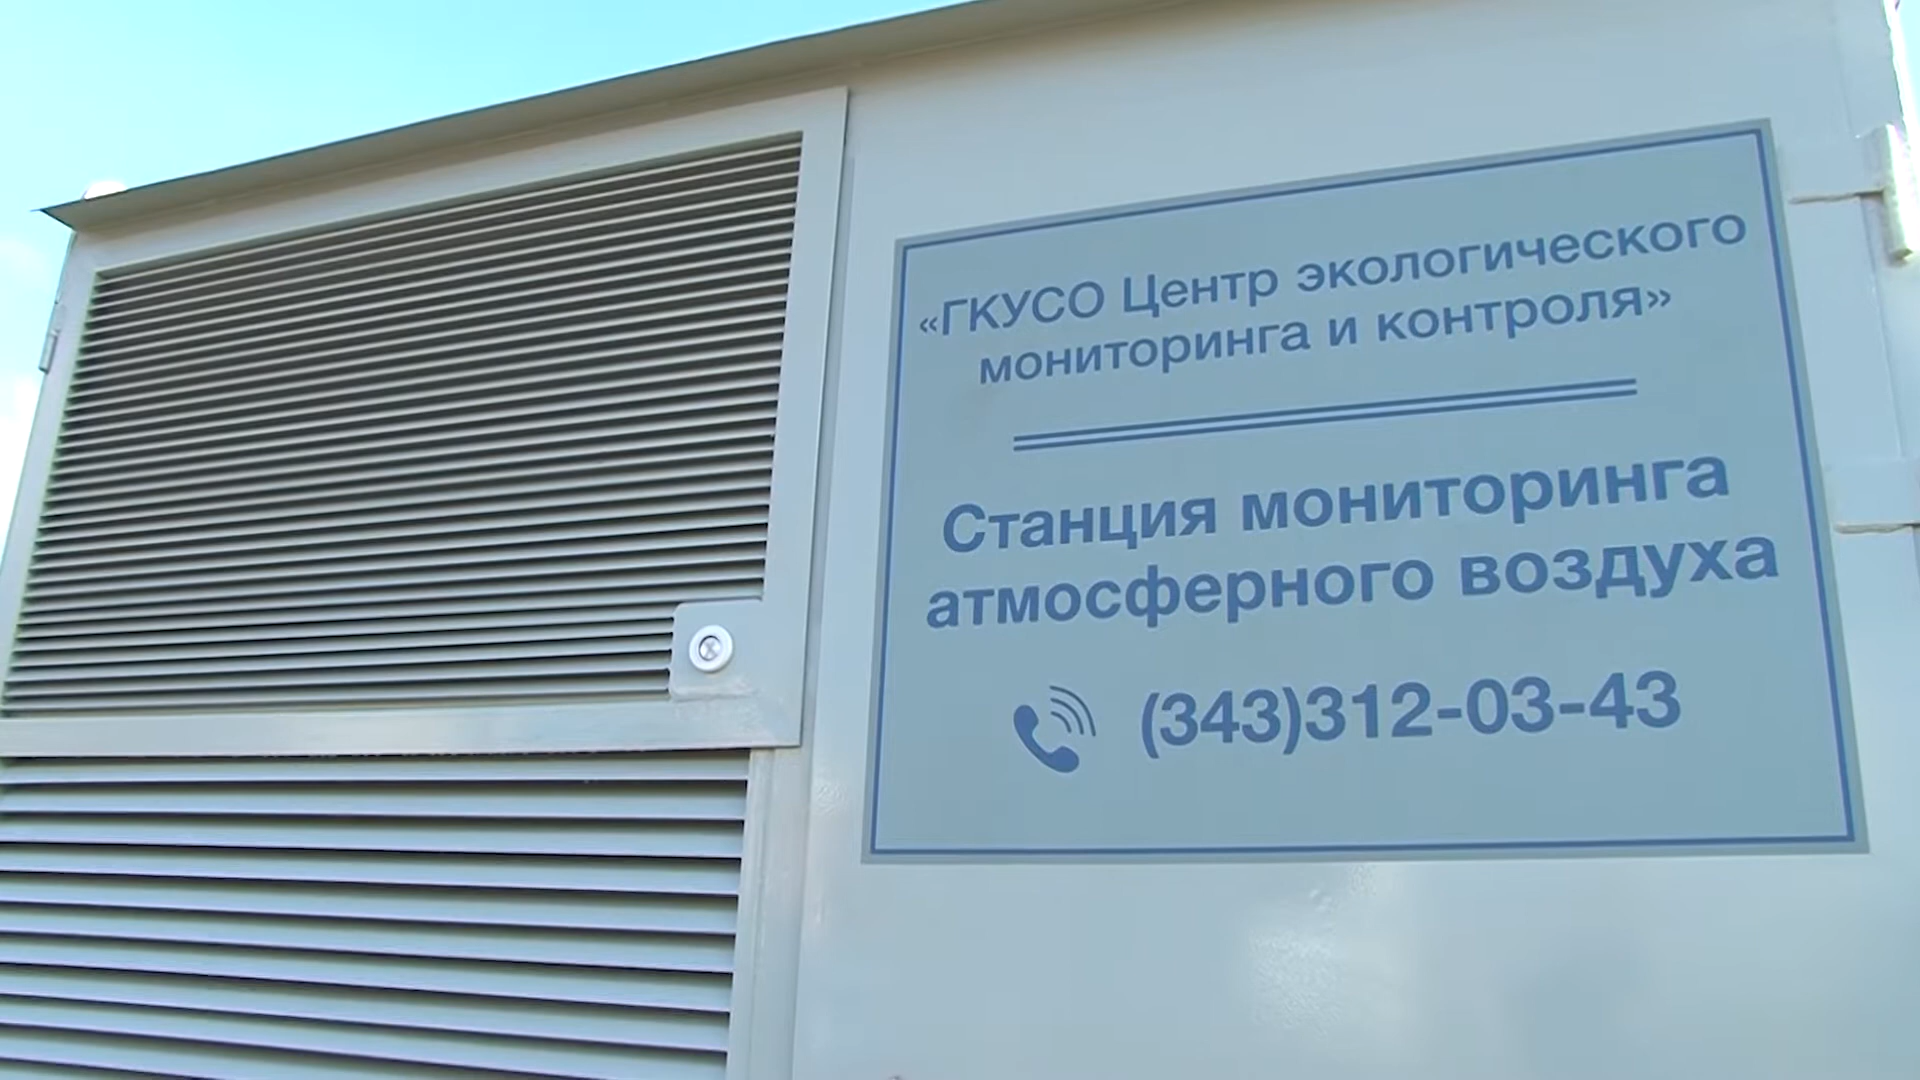 «ГКУСО Центр экологического
мониторинга и контроля»
Станция мониторинга
атмосферного воздуха
(343)312-03-43